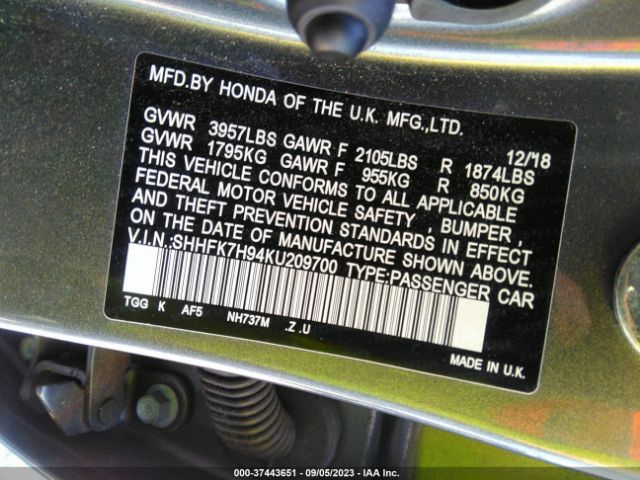 MFD.BY HONDA OF THE U.K. MFG.,LTD.
12/18
GVWR 3957LBS GAWR F 2105LBS R 1874LBS
GVWR 1795KG GAWR F 955KG R 850KG
THIS VEHICLE CONFORMS TO ALL APPLICABLE
FEDERAL MOTOR VEHICLE SAFETY , BUMPER ,
AND THEFT PREVENTION STANDARDS IN EFFECT
ON THE DATE OF MANUFACTURE SHOWN ABOVE.
V.I.N.:SHHFK7H94KU209700 TYPE:PASSENGER CAR
TGG K AF5 NH737M .Z .U
MADE IN U.K.
000-37443651 | 09/05/2023 | IAA Inc.